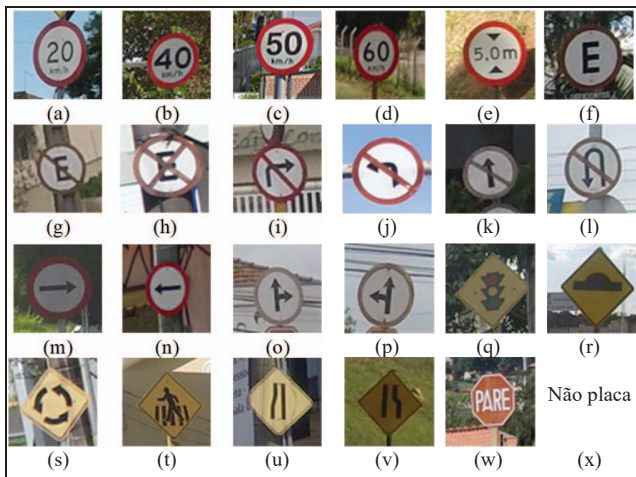 20
km/h
40
km/h
50
km/h
60
km/h
5,0 m
E
(a) (b) (c) (d) (e) (f)
E
E
(g) (h) (i) (j) (k) (l)
(m) (n) (o) (p) (q) (r)
PARE
Não placa
(s) (t) (u) (v) (w) (x)